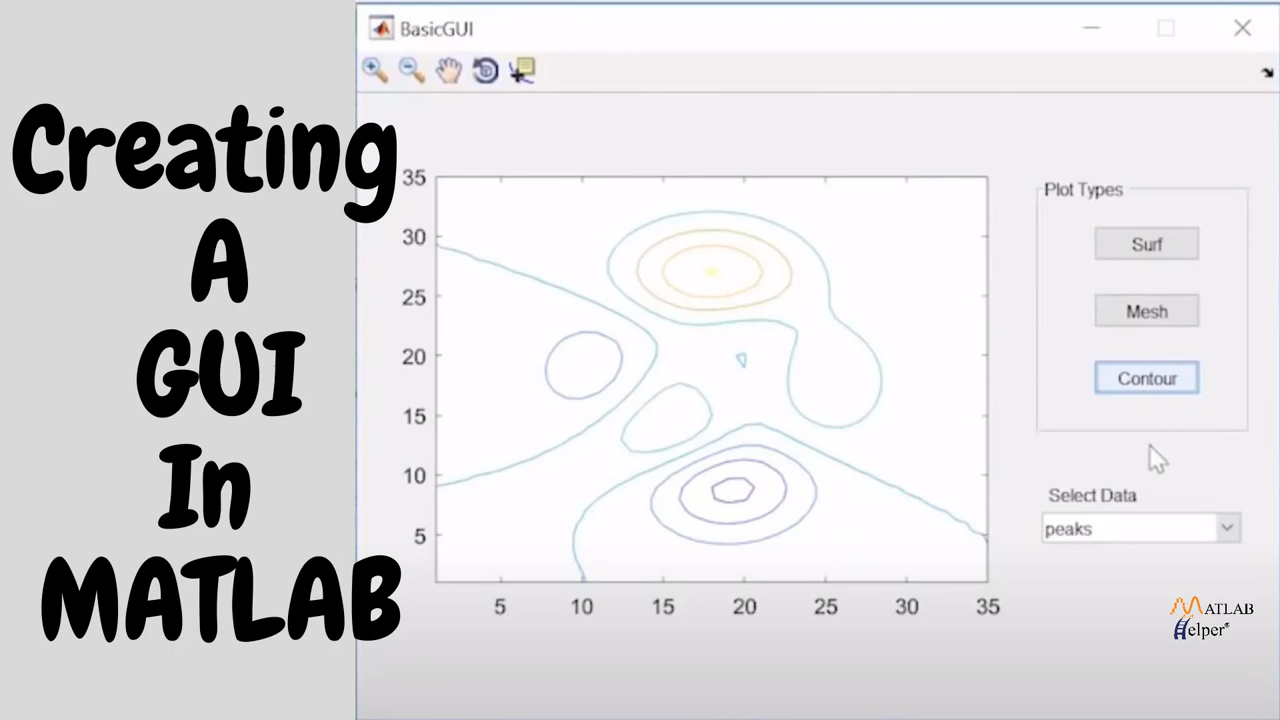 Creating
A
GUI
In
MATLAB
BasicGUI
35
30
25
20
15
10
5
5 10 15 20 25 30 35
Plot Types
Surf
Mesh
Contour
Select Data
peaks
MATLAB
Helper®